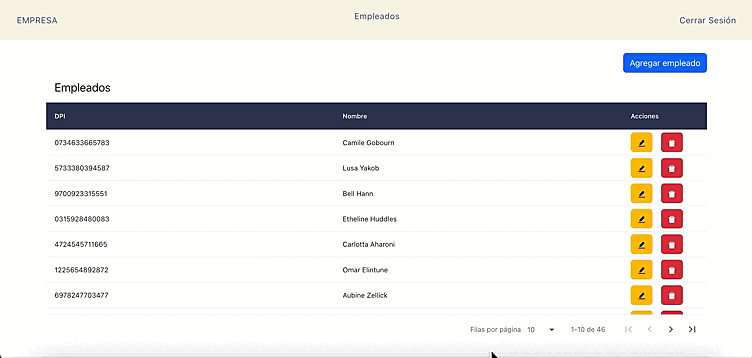 EMPRESA Empleados Cerrar Sesión
Agregar empleado
Empleados
DPI Nombre Acciones
0734633665783 Camile Gobourn
5733380394587 Lusa Yakob
9700923315551 Bell Hann
0315928480083 Etheline Huddles
4724545711665 Carlotta Aharoni
1225654892872 Omar Elintune
6978247703477 Aubine Zellick
Filas por página 10 1-10 de 46